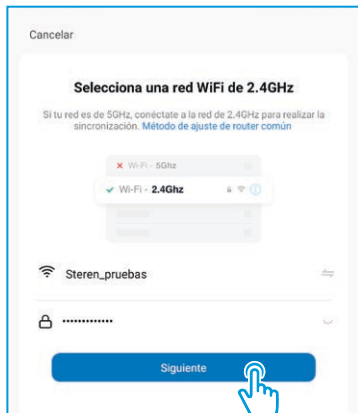 Cancelar
Selecciona una red WiFi de 2.4GHz
Si tu red es de 5GHz, conéctate a la red de 2.4GHz para realizar la
sincronización. Método de ajuste de router común
Wi-Fi - 5Ghz
Wi-Fi - 2.4Ghz
Steren_pruebas
•••••••••••••
Siguiente